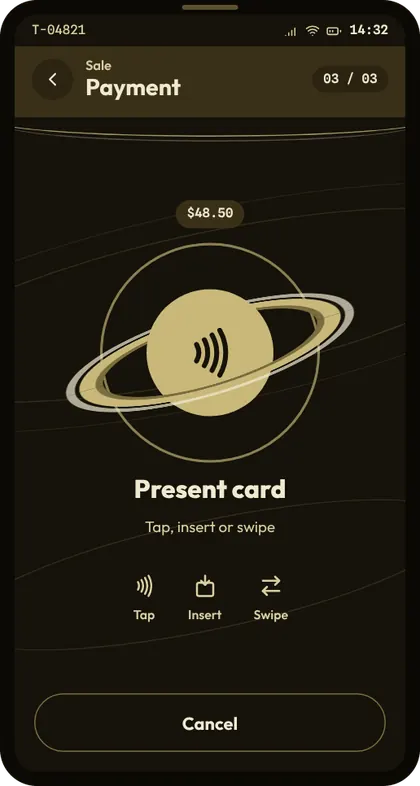 T-04821
14:32
Sale
Payment
03 / 03
$48.50
Present card
Tap, insert or swipe
Tap
Insert
Swipe
Cancel